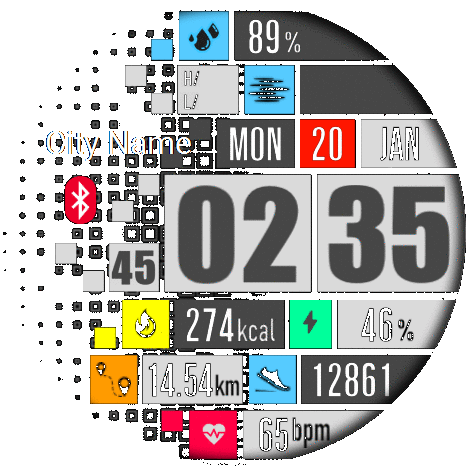 89%
H/
L/
MON 20 JAN
City Name
02 35
45
274kcal 46%
14.54km 12861
65bpm